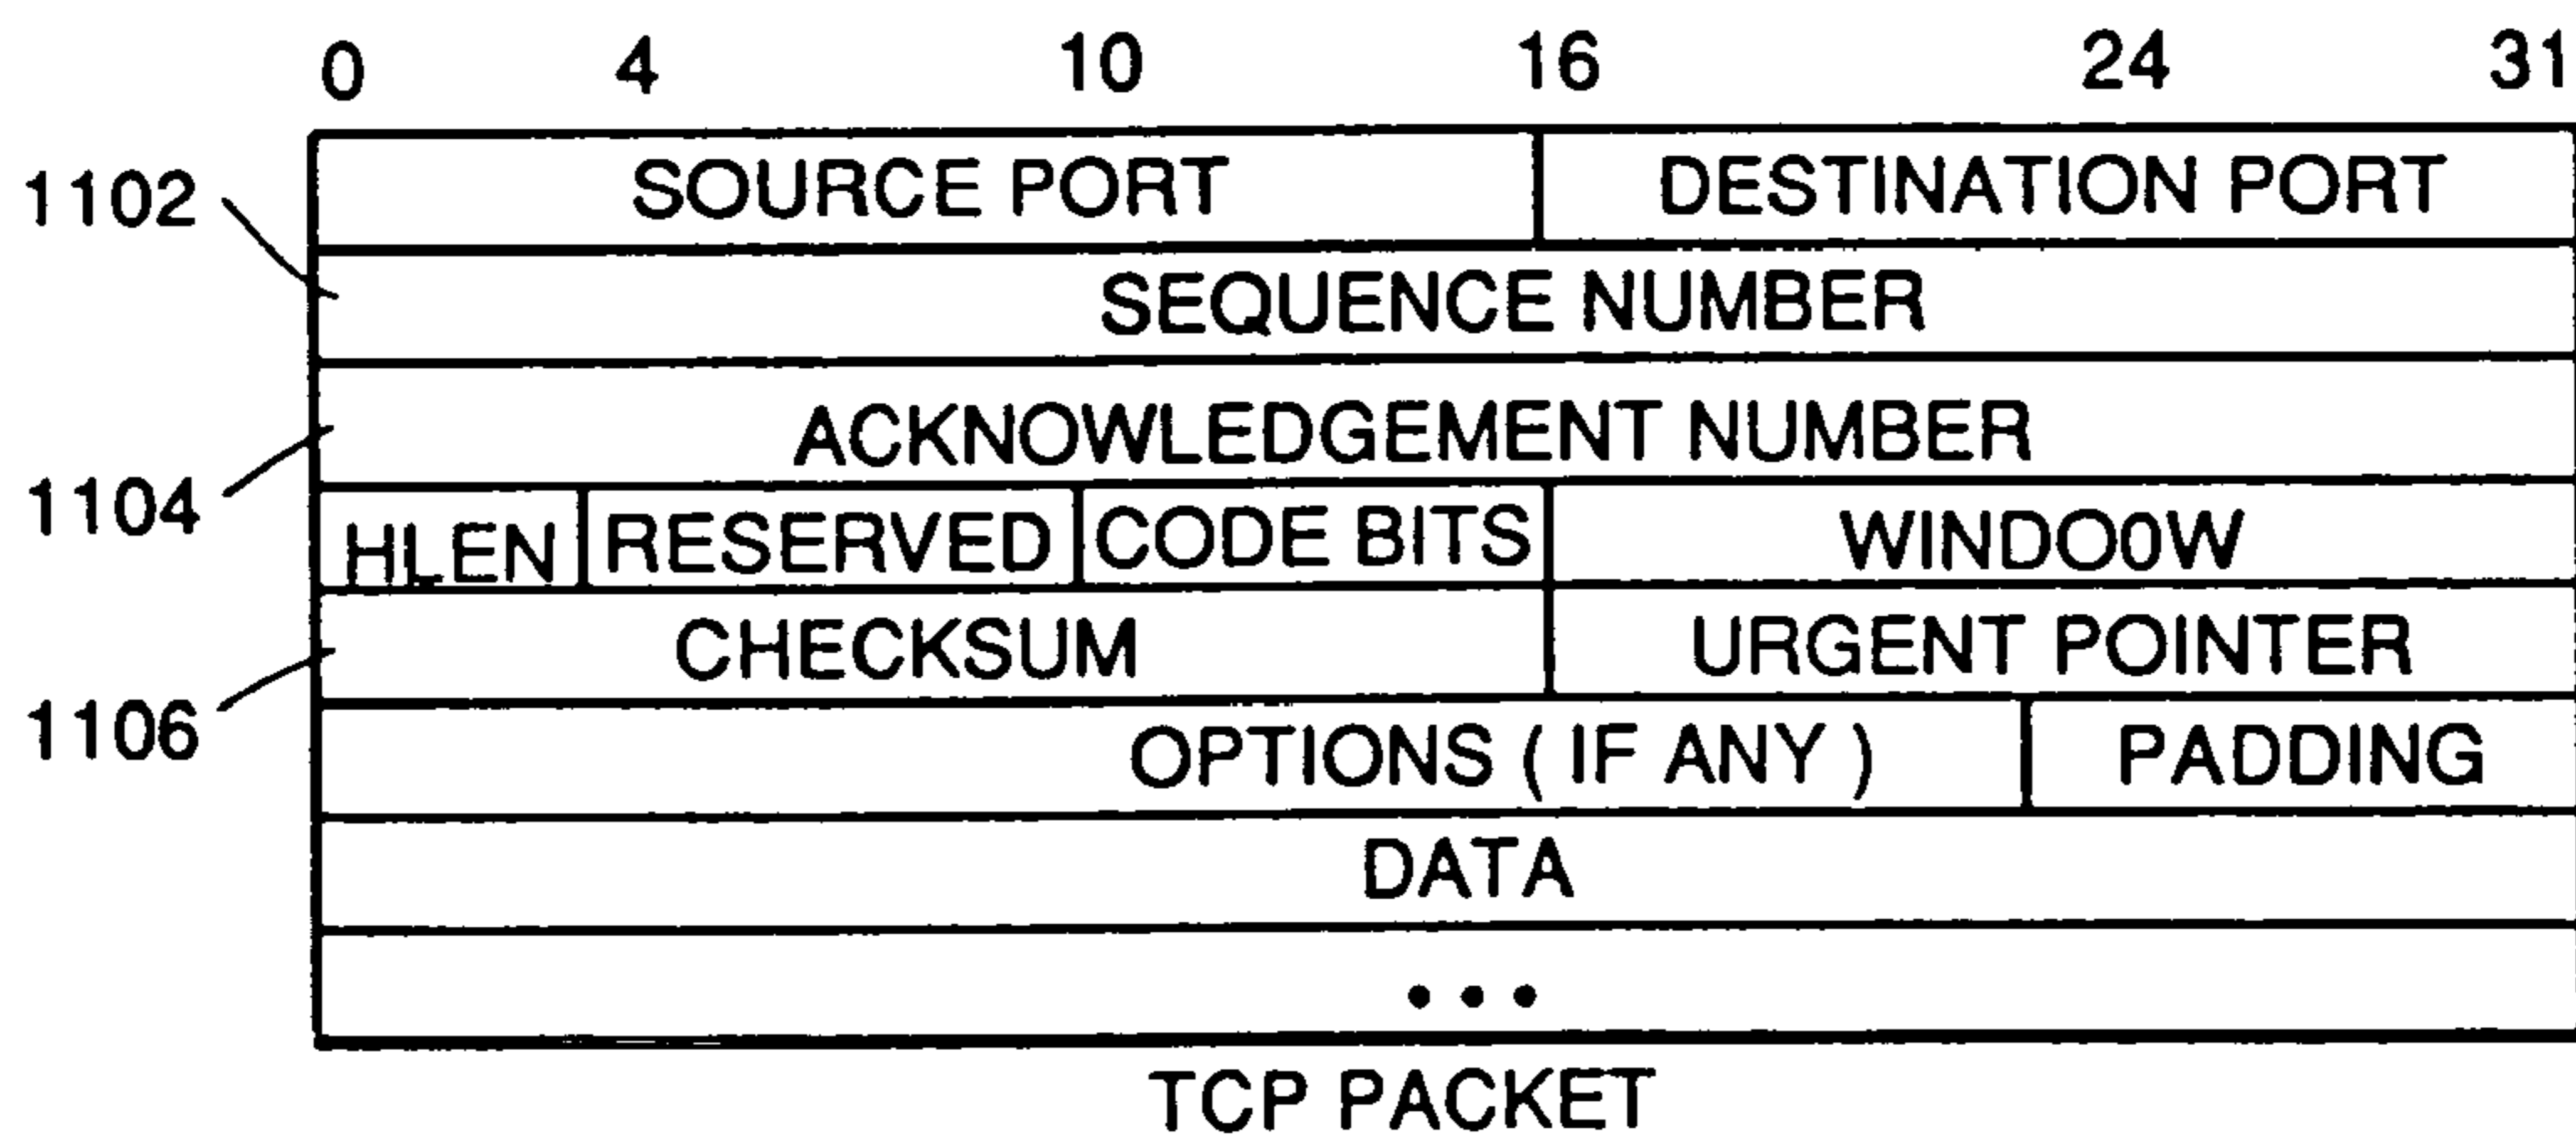 0 4 10 16 24 31
1102 SOURCE PORT DESTINATION PORT
SEQUENCE NUMBER
1104 ACKNOWLEDGEMENT NUMBER
HLEN RESERVED CODE BITS WINDO0W
1106 CHECKSUM URGENT POINTER
OPTIONS ( IF ANY ) PADDING
DATA
• • •
TCP PACKET